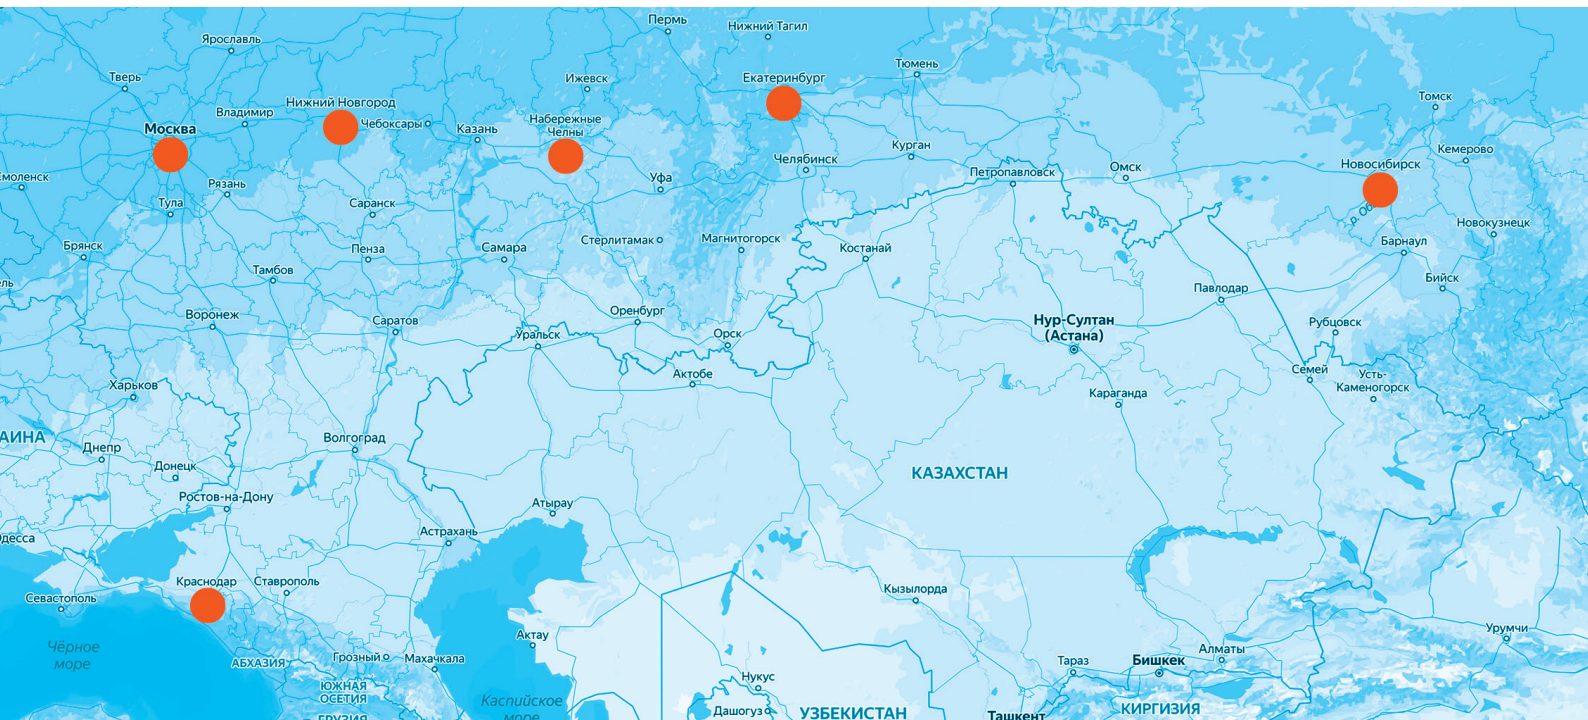 Пермь
Нижний Тагил
Ярославль
Тюмень
Тверь
Ижевск
Екатеринбург
Томск
Нижний Новгород
Владимир
Набережные
Челны
Москва
Чебоксары
Казань
Курган
Кемерово
Челябинск
Новосибирск
моленск
Рязань
Уфа
Петропавловск
Омск
Тула
Саранск
р. Об
Новокузнецк
Брянск
Пенза
Самара
Стерлитамак
Магнитогорск
Костанай
Барнаул
Тамбов
ель
Бийск
Павлодар
Воронеж
Саратов
Оренбург
Нур-Султан
(Астана)
Рубцовск
Уральск
Орск
Харьков
Актобе
Семей
Усть-
Каменогорск
Караганда
АИНА
Волгоград
Днепр
Донецк
КАЗАХСТАН
Ростов-на-Дону
Атырау
Астрахань
десса
Краснодар
Ставрополь
Кызылорда
Севастополь
Актау
Урумчи
Чёрное
море
АБХАЗИЯ
Грозный
Махачкала
Тараз
Бишкек
Алматы
Нукус
ЮЖНАЯ
ОСЕТИЯ
Каспийское
море
Дашогуз
УЗБЕКИСТАН
Ташкент
КИРГИЗИЯ
ГРУЗИЯ